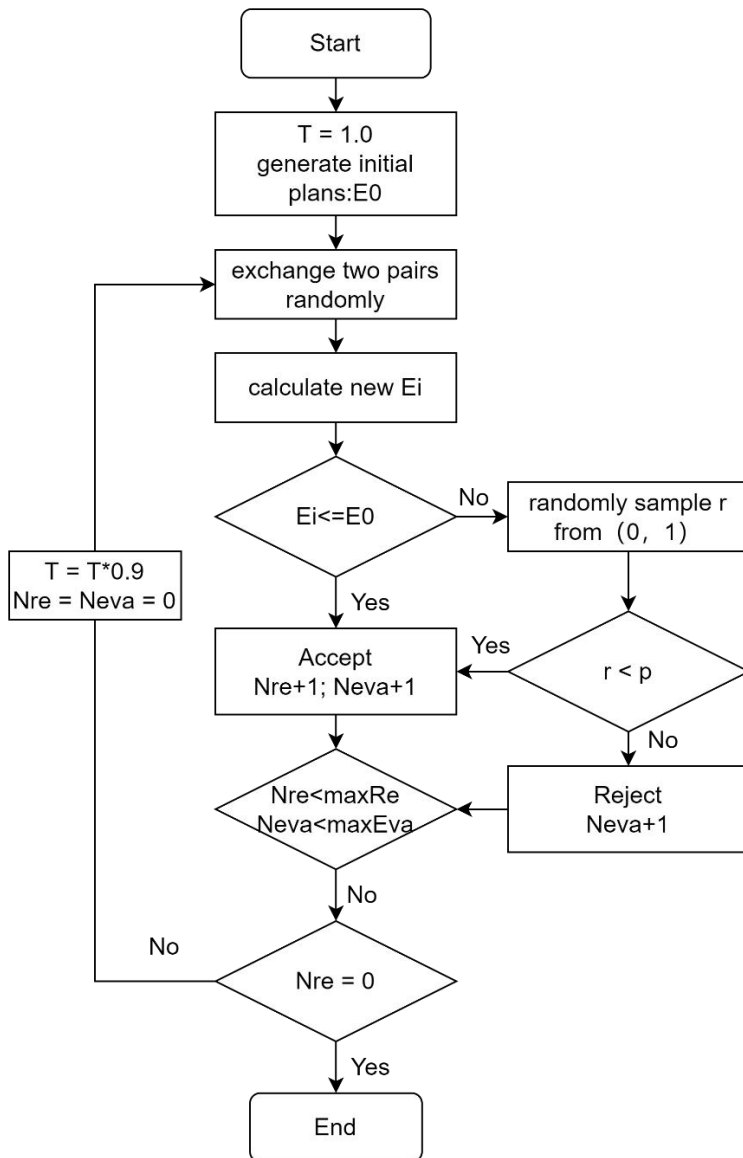 Start
T = 1.0
generate initial
plans:E0
exchange two pairs
randomly
calculate new Ei
Ei<=E0
No
randomly sample r
from（0，1）
Yes
T = T*0.9
Nre = Neva = 0
Accept
Nre+1; Neva+1
Yes
r < p
No
Nre<maxRe
Neva<maxEva
Reject
Neva+1
No
No
Nre = 0
Yes
End